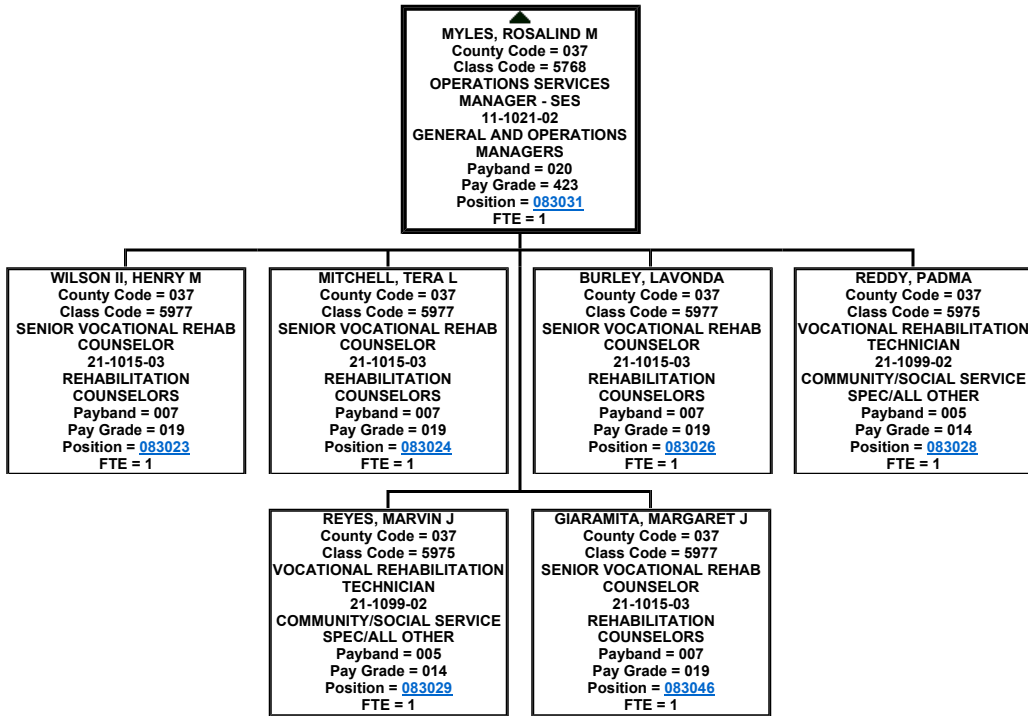 MYLES, ROSALIND M
County Code = 037
Class Code = 5768
OPERATIONS SERVICES
MANAGER - SES
11-1021-02
GENERAL AND OPERATIONS
MANAGERS
Payband = 020
Pay Grade = 423
Position = 083031
FTE = 1
WILSON II, HENRY M
County Code = 037
Class Code = 5977
SENIOR VOCATIONAL REHAB
COUNSELOR
21-1015-03
REHABILITATION
COUNSELORS
Payband = 007
Pay Grade = 019
Position = 083023
FTE = 1
MITCHELL, TERA L
County Code = 037
Class Code = 5977
SENIOR VOCATIONAL REHAB
COUNSELOR
21-1015-03
REHABILITATION
COUNSELORS
Payband = 007
Pay Grade = 019
Position = 083024
FTE = 1
BURLEY, LAVONDA
County Code = 037
Class Code = 5977
SENIOR VOCATIONAL REHAB
COUNSELOR
21-1015-03
REHABILITATION
COUNSELORS
Payband = 007
Pay Grade = 019
Position = 083026
FTE = 1
REDDY, PADMA
County Code = 037
Class Code = 5975
VOCATIONAL REHABILITATION
TECHNICIAN
21-1099-02
COMMUNITY/SOCIAL SERVICE
SPEC/ALL OTHER
Payband = 005
Pay Grade = 014
Position = 083028
FTE = 1
REYES, MARVIN J
County Code = 037
Class Code = 5975
VOCATIONAL REHABILITATION
TECHNICIAN
21-1099-02
COMMUNITY/SOCIAL SERVICE
SPEC/ALL OTHER
Payband = 005
Pay Grade = 014
Position = 083029
FTE = 1
GIARAMITA, MARGARET J
County Code = 037
Class Code = 5977
SENIOR VOCATIONAL REHAB
COUNSELOR
21-1015-03
REHABILITATION
COUNSELORS
Payband = 007
Pay Grade = 019
Position = 083046
FTE = 1